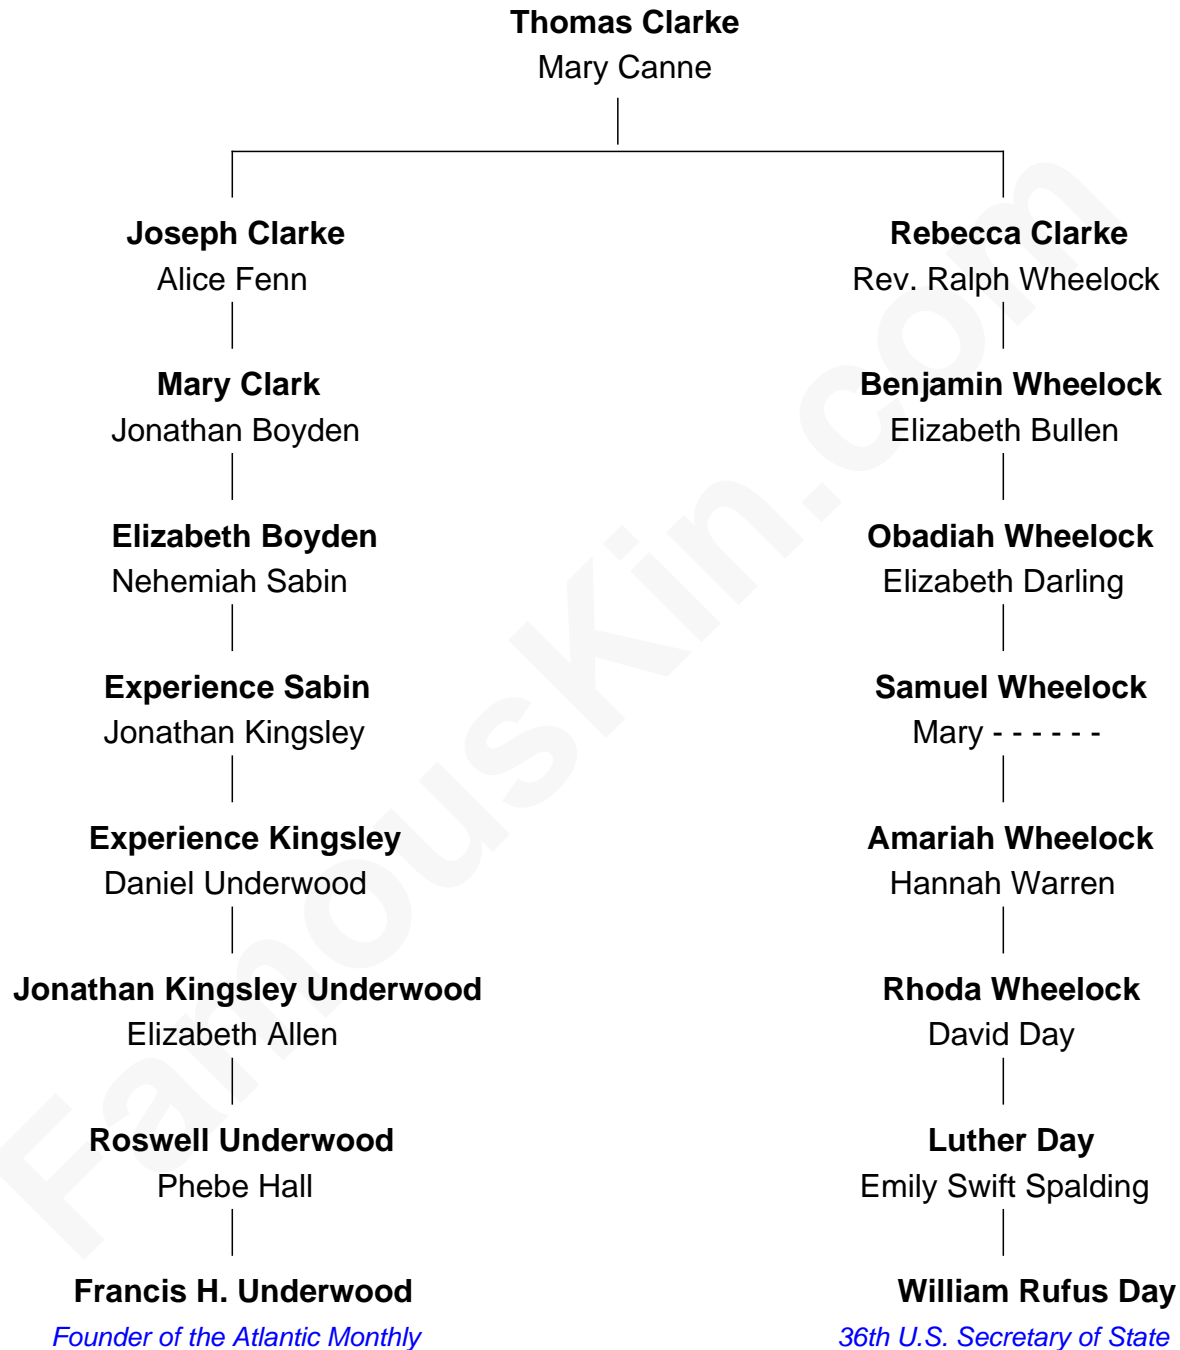 Thomas Clarke
Mary Canne
Joseph Clarke
Alice Fenn
Mary Clark
Jonathan Boyden
Elizabeth Boyden
Nehemiah Sabin
Experience Sabin
Jonathan Kingsley
Experience Kingsley
Daniel Underwood
Jonathan Kingsley Underwood
Elizabeth Allen
Roswell Underwood
Phebe Hall
Francis H. Underwood
Founder of the Atlantic Monthly
Rebecca Clarke
Rev. Ralph Wheelock
Benjamin Wheelock
Elizabeth Bullen
Obadiah Wheelock
Elizabeth Darling
Samuel Wheelock
Mary - - - - - -
Amariah Wheelock
Hannah Warren
Rhoda Wheelock
David Day
Luther Day
Emily Swift Spalding
William Rufus Day
36th U.S. Secretary of State
FamousKin.com